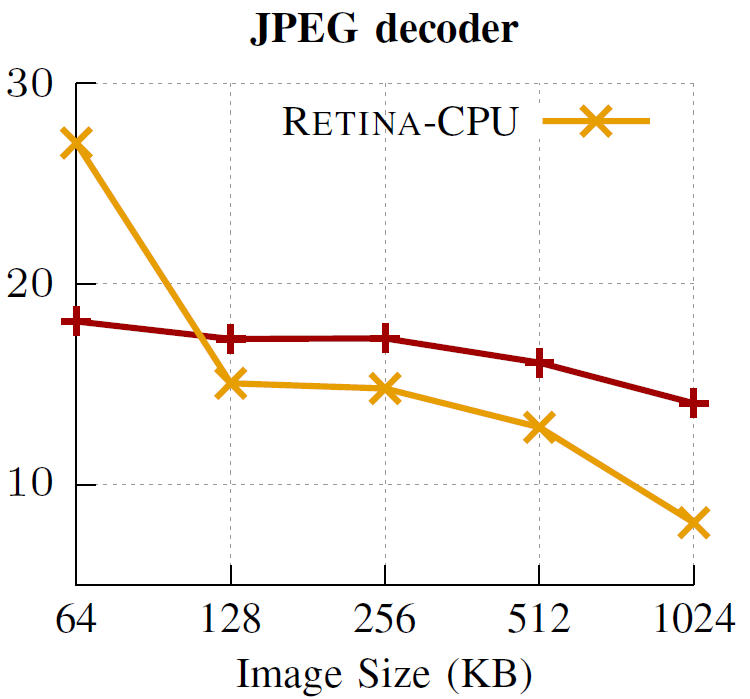 JPEG decoder
30
RETINA-CPU
20
10
64 128 256 512 1024
Image Size (KB)